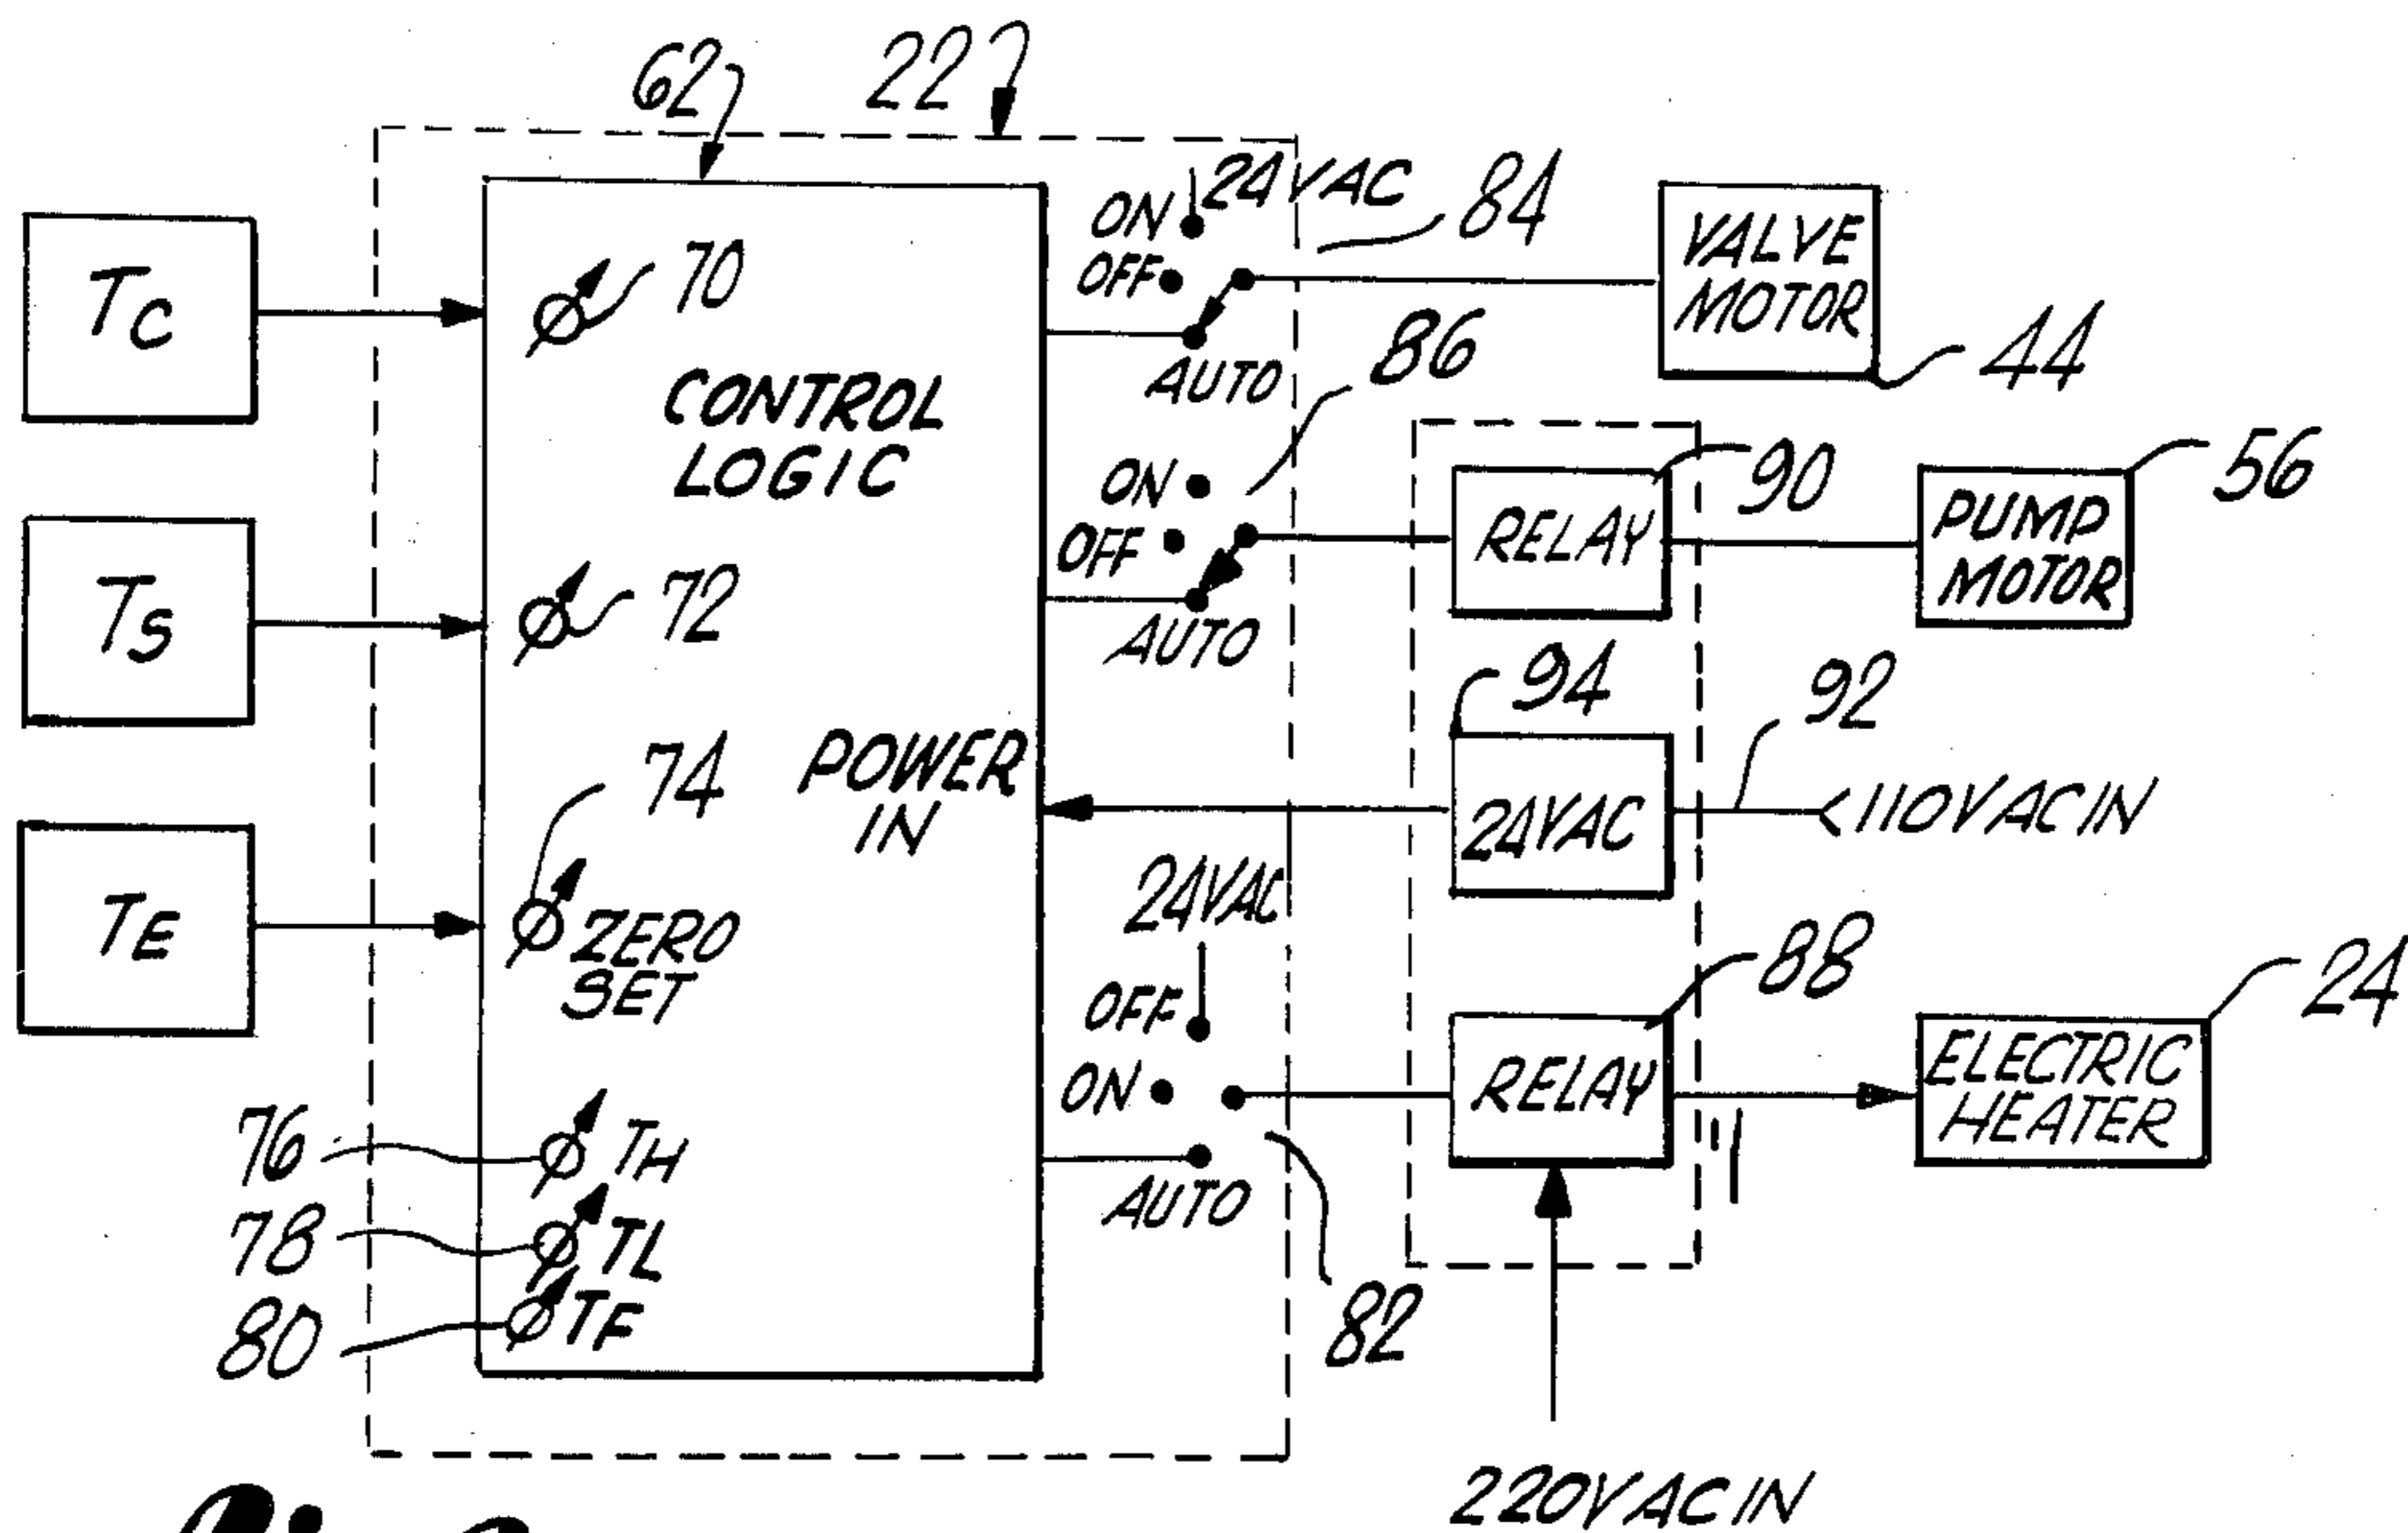 62
22
24VAC
84
ON
OFF
AUTO
VALVE
MOTOR
44
TC
70
CONTROL
LOGIC
86
ON
OFF
AUTO
90
RELAY
56
PUMP
MOTOR
TS
72
94
92
74
POWER
IN
24VAC
110VAC IN
TE
ZERO
SET
24VAC
OFF
ON
AUTO
88
RELAY
24
ELECTRIC
HEATER
76
TH
78
TL
80
TF
82
220VAC IN